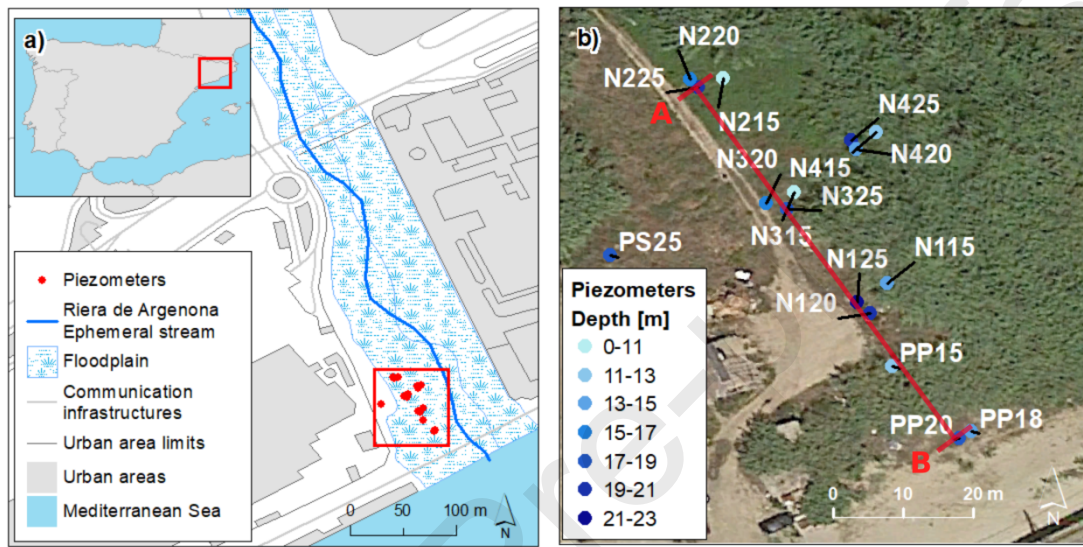 a)
Piezometers
Riera de Argenona
Ephemeral stream
Floodplain
Communication
infrastructures
Urban area limits
Urban areas
Mediterranean Sea
0 50 100 m
N
b)
N220
N225
A
N215
N425
N420
N320
N415
N325
N315
PS25
N125
N115
N120
PP15
PP20
PP18
B
Piezometers
Depth [m]
0-11
11-13
13-15
15-17
17-19
19-21
21-23
0 10 20 m
N